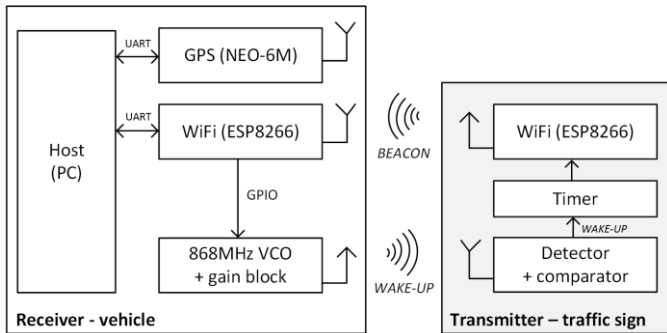 UART
GPS (NEO-6M)
UART
WiFi (ESP8266)
Host
(PC)
GPIO
868MHz VCO
+ gain block
Receiver - vehicle
BEACON
WAKE-UP
WiFi (ESP8266)
Timer
WAKE-UP
Detector
+ comparator
Transmitter – traffic sign